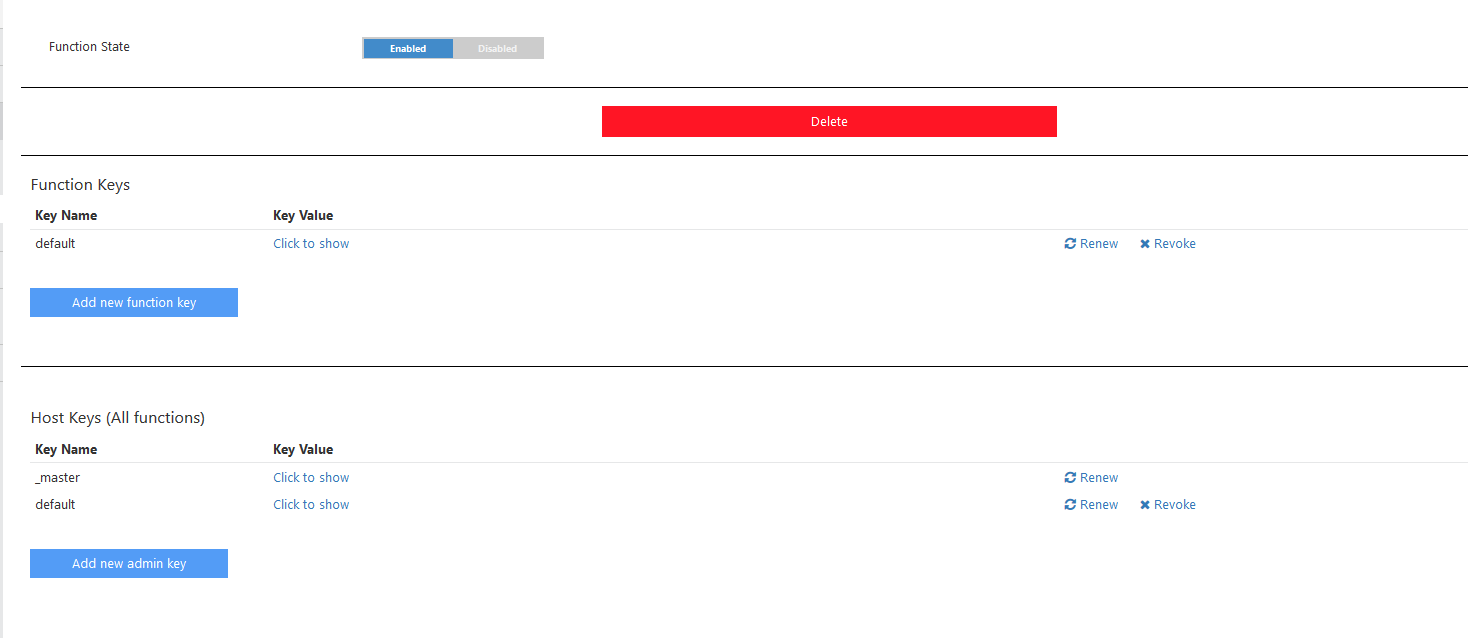 Function State Enabled Disabled
Delete
Function Keys
Key Name Key Value
default Click to show Renew Revoke
Add new function key
Host Keys (All functions)
Key Name Key Value
_master Click to show Renew
default Click to show Renew Revoke
Add new admin key